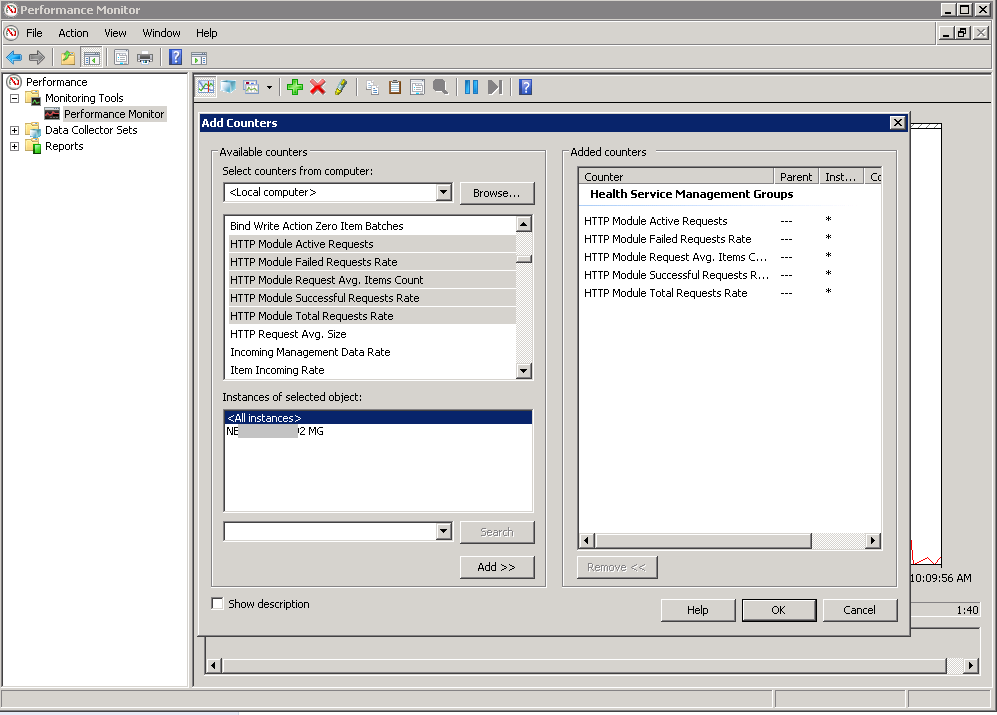 Performance Monitor
File Action View Window Help
Performance
Monitoring Tools
Performance Monitor
Data Collector Sets
Reports
Add Counters
Available counters
Select counters from computer:
<Local computer>
Browse...
Bind Write Action Zero Item Batches
HTTP Module Active Requests
HTTP Module Failed Requests Rate
HTTP Module Request Avg. Items Count
HTTP Module Successful Requests Rate
HTTP Module Total Requests Rate
HTTP Request Avg. Size
Incoming Management Data Rate
Item Incoming Rate
Instances of selected object:
<All instances>
NE 2 MG
Search
Add >>
Show description
Added counters
Counter Parent Inst... Co
Health Service Management Groups
HTTP Module Active Requests --- *
HTTP Module Failed Requests Rate --- *
HTTP Module Request Avg. Items C... --- *
HTTP Module Successful Requests R... --- *
HTTP Module Total Requests Rate --- *
Remove <<
Help
OK
Cancel
10:09:56 AM
1:40